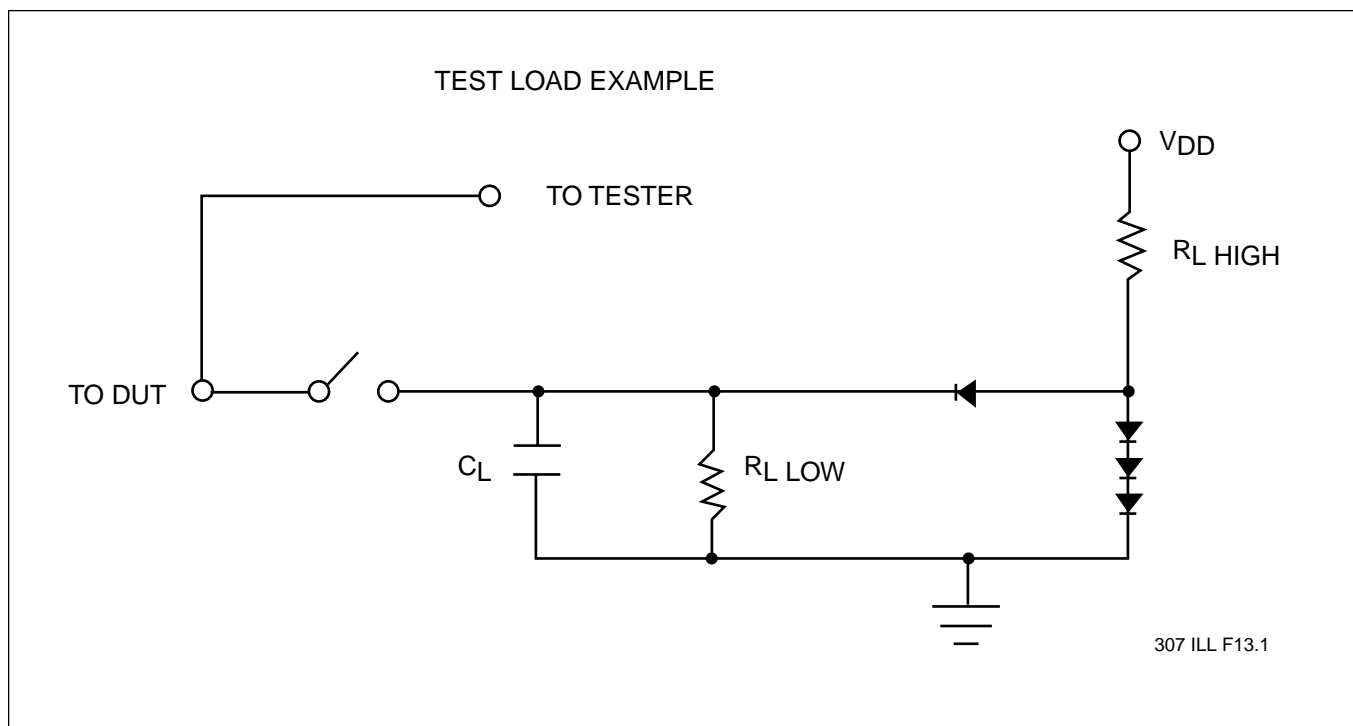 TEST LOAD EXAMPLE
VDD
TO TESTER
RL HIGH
TO DUT
CL
RL LOW
307 ILL F13.1